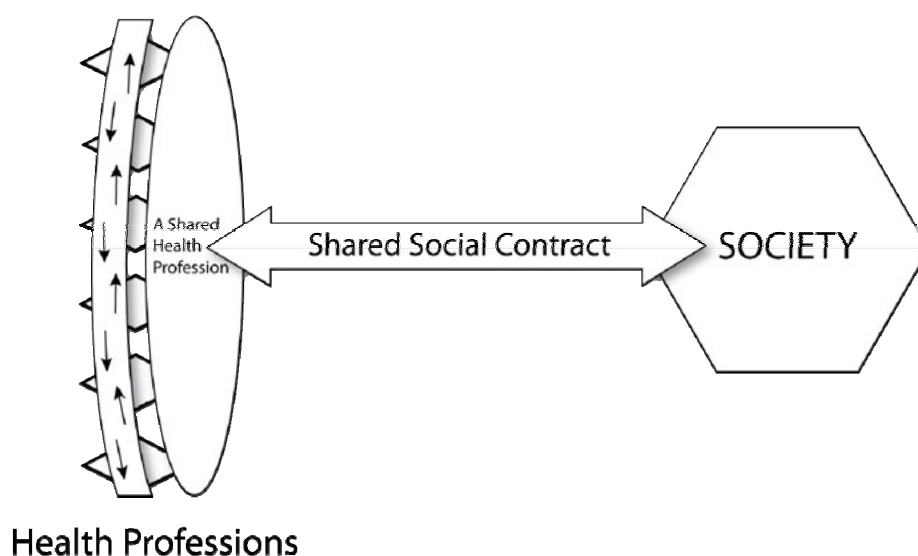 A Shared
Health
Profession
Shared Social Contract
SOCIETY
Health Professions